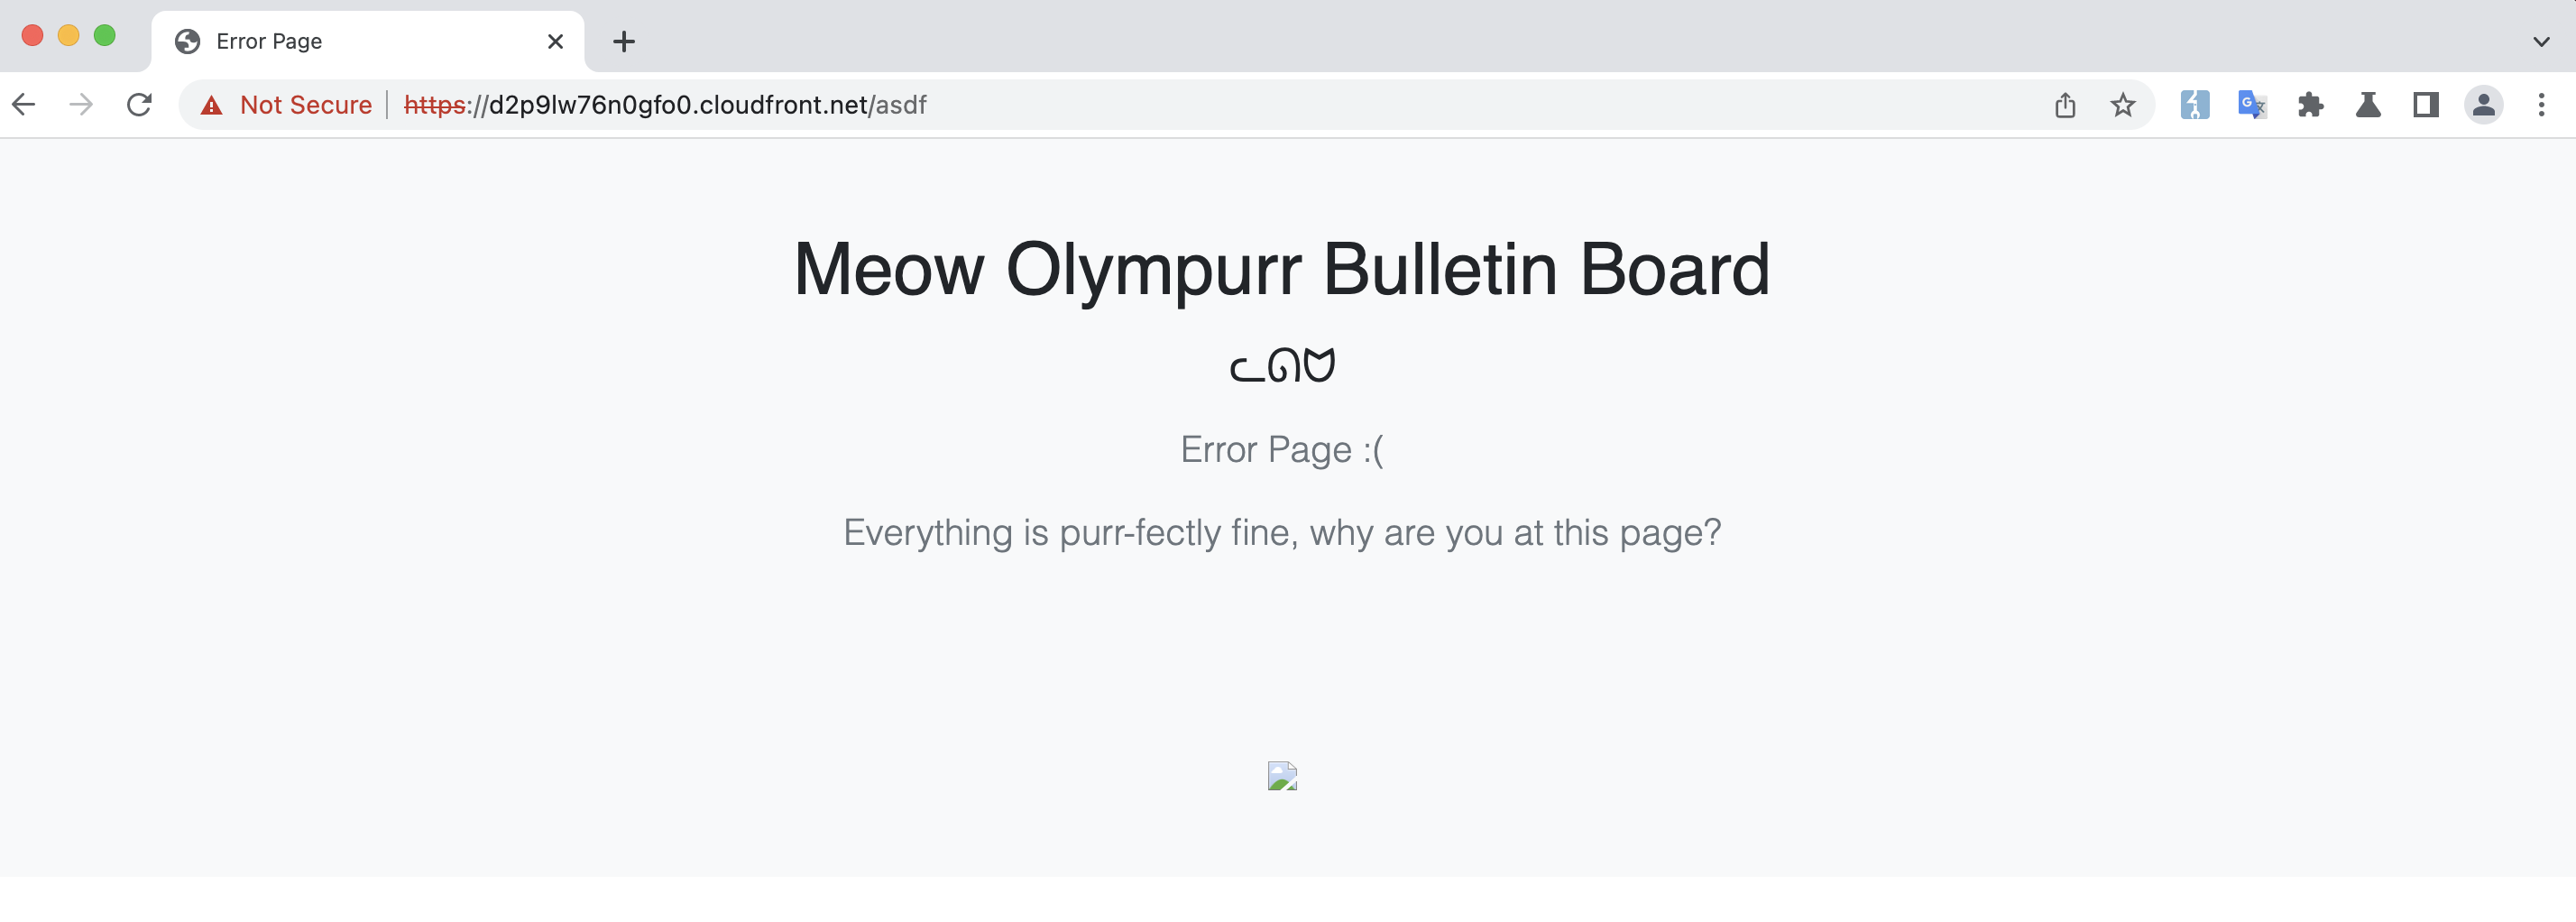 Error Page
Not Secure https://d2p9lw76n0gfo0.cloudfront.net/asdf
Meow Olympurr Bulletin Board
ᓚᘏᗢ
Error Page :(
Everything is purr-fectly fine, why are you at this page?